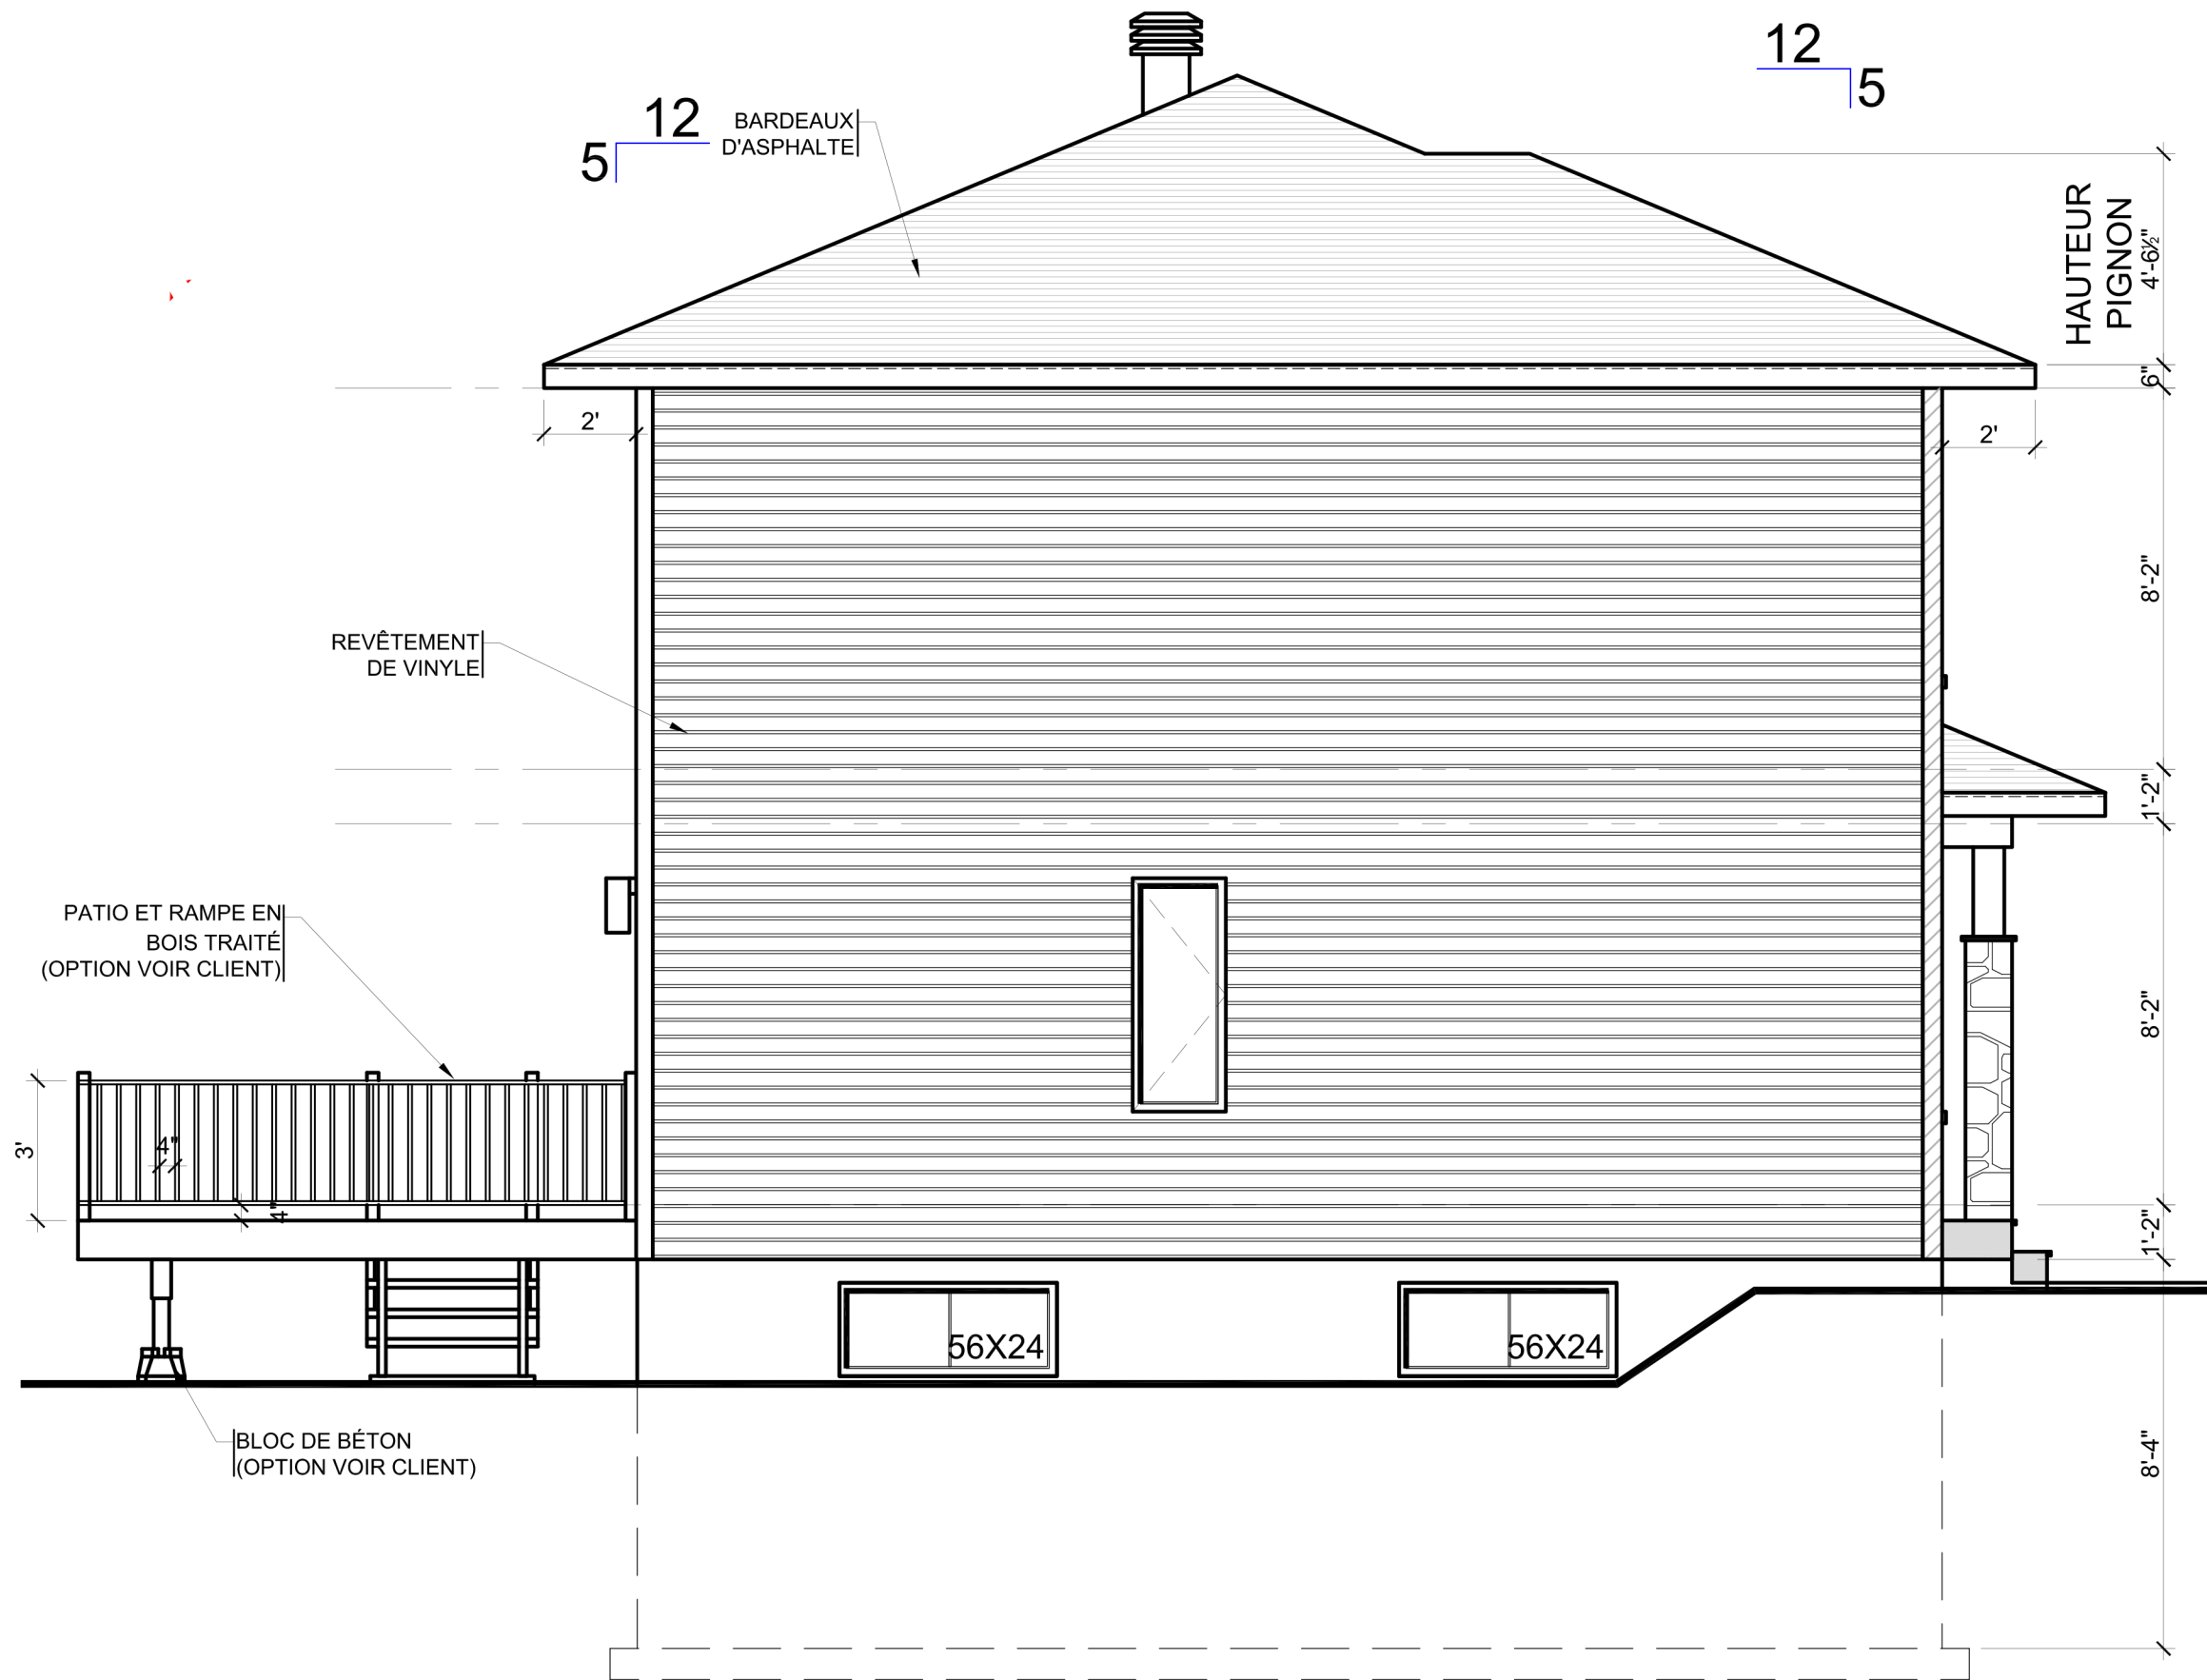 12
5
12
5
BARDEAUX
D'ASPHALTE
HAUTEUR
PIGNON
4'-6½"
6"
2'
2'
8'-2"
REVÊTEMENT
DE VINYLE
1'-2"
PATIO ET RAMPE EN
BOIS TRAITÉ
(OPTION VOIR CLIENT)
8'-2"
3'
4"
4"
1'-2"
56X24
56X24
BLOC DE BÉTON
(OPTION VOIR CLIENT)
8'-4"